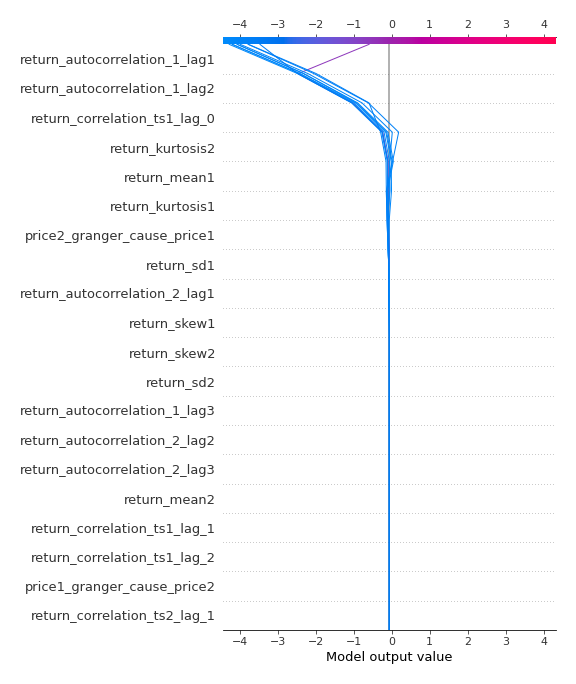 −4 −3 −2 −1 0 1 2 3 4
return_autocorrelation_1_lag1
return_autocorrelation_1_lag2
return_correlation_ts1_lag_0
return_kurtosis2
return_mean1
return_kurtosis1
price2_granger_cause_price1
return_sd1
return_autocorrelation_2_lag1
return_skew1
return_skew2
return_sd2
return_autocorrelation_1_lag3
return_autocorrelation_2_lag2
return_autocorrelation_2_lag3
return_mean2
return_correlation_ts1_lag_1
return_correlation_ts1_lag_2
price1_granger_cause_price2
return_correlation_ts2_lag_1
−4 −3 −2 −1 0 1 2 3 4
Model output value